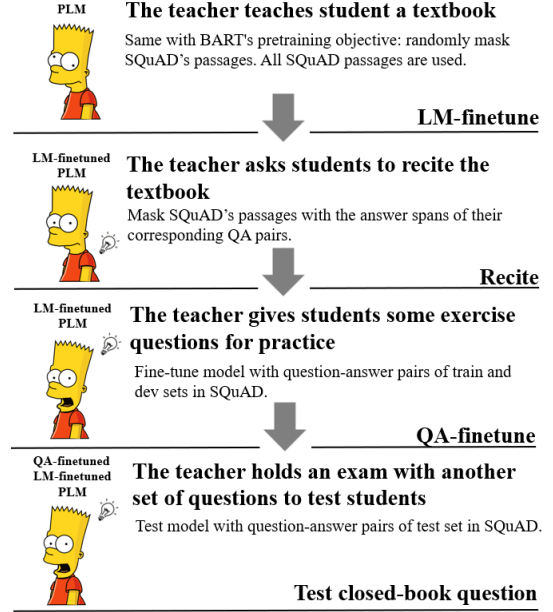 PLM
The teacher teaches student a textbook
Same with BART's pretraining objective: randomly mask
SQuAD's passages. All SQuAD passages are used.
LM-finetune
LM-finetuned
PLM
The teacher asks students to recite the
textbook
Mask SQuAD's passages with the answer spans of their
corresponding QA pairs.
Recite
LM-finetuned
PLM
The teacher gives students some exercise
questions for practice
Fine-tune model with question-answer pairs of train and
dev sets in SQuAD.
QA-finetune
QA-finetuned
LM-finetuned
PLM
The teacher holds an exam with another
set of questions to test students
Test model with question-answer pairs of test set in SQuAD.
Test closed-book question